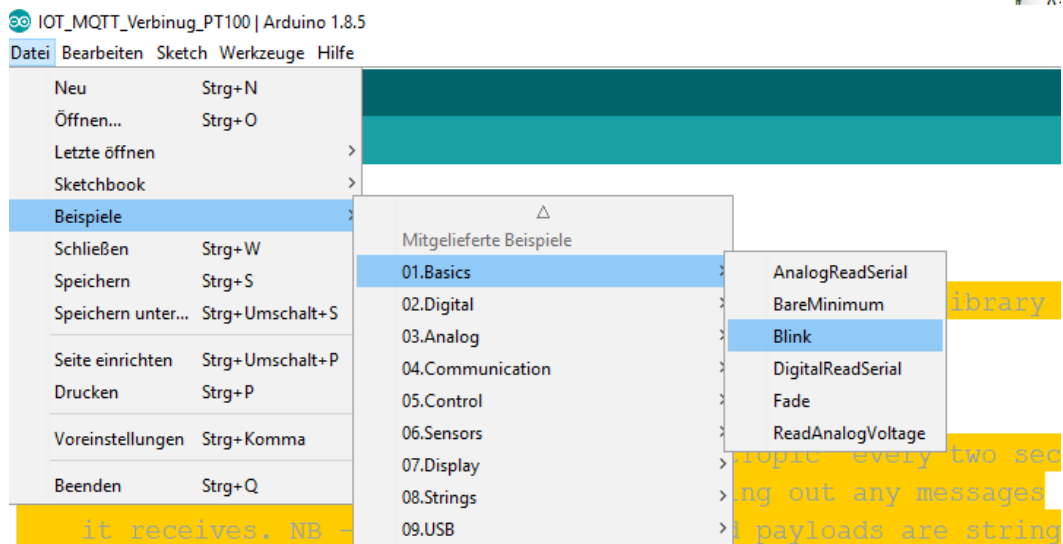 IOT_MQTT_Verbinug_PT100 | Arduino 1.8.5
Datei Bearbeiten Sketch Werkzeuge Hilfe
Neu Strg+N
Öffnen... Strg+O
Letzte öffnen
Sketchbook
Beispiele
Schließen Strg+W
Speichern Strg+S
Speichern unter... Strg+Umschalt+S
Seite einrichten Strg+Umschalt+P
Drucken Strg+P
Voreinstellungen Strg+Komma
Beenden Strg+Q
Mitgelieferte Beispiele
01.Basics
02.Digital
03.Analog
04.Communication
05.Control
06.Sensors
07.Display
08.Strings
09.USB
AnalogReadSerial
BareMinimum
Blink
DigitalReadSerial
Fade
ReadAnalogVoltage
ibrary
every two sec
ing out any messages
it receives. NB - d payloads are string